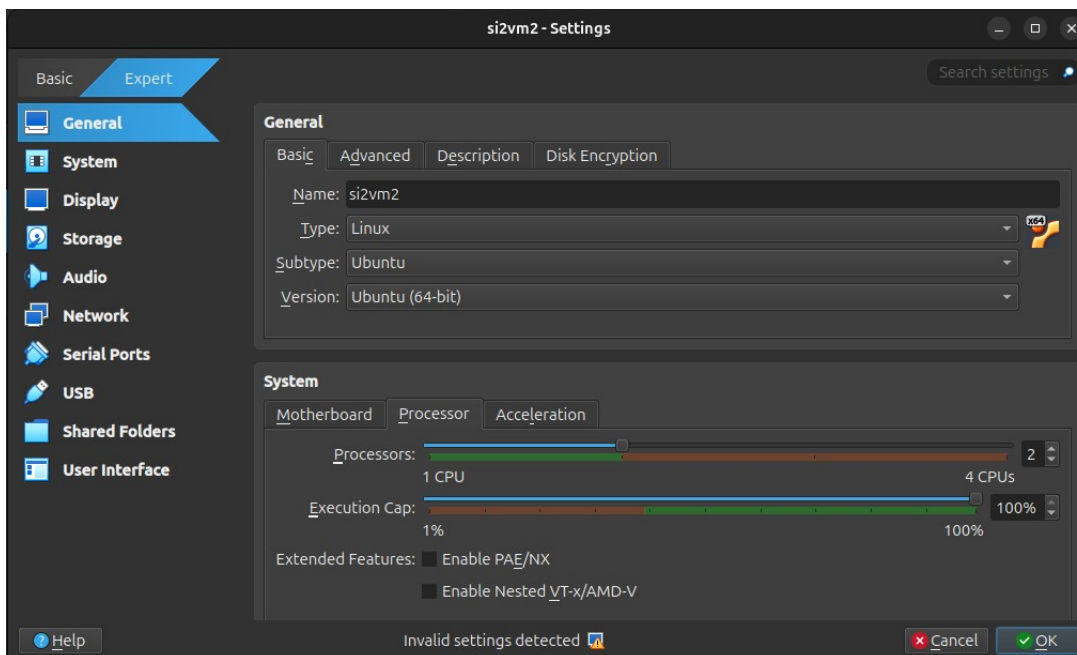 si2vm2 - Settings
Basic Expert
Search settings
General
System
Display
Storage
Audio
Network
Serial Ports
USB
Shared Folders
User Interface
General
Basic Advanced Description Disk Encryption
Name: si2vm2
Type: Linux
x64
Subtype: Ubuntu
Version: Ubuntu (64-bit)
System
Motherboard Processor Acceleration
Processors: 2
1 CPU 4 CPUs
Execution Cap: 100%
1% 100%
Extended Features: Enable PAE/NX
Enable Nested VT-x/AMD-V
Help Invalid settings detected Cancel OK